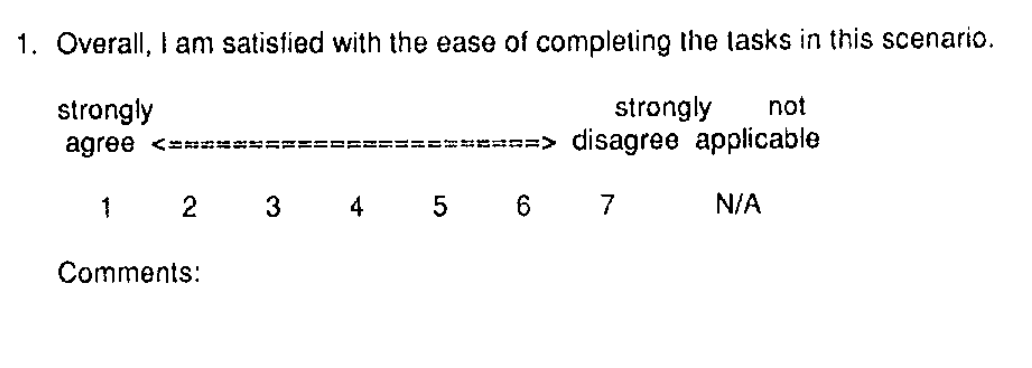 1. Overall, I am satisfied with the ease of completing the tasks in this scenario.
strongly strongly not
agree <========================> disagree applicable
1 2 3 4 5 6 7 N/A
Comments: